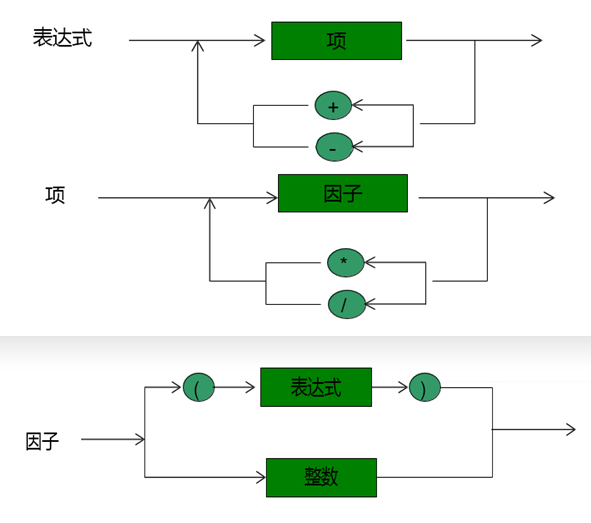 表达式
项
+
-
项
因子
*
/
因子
(
表达式
)
整数